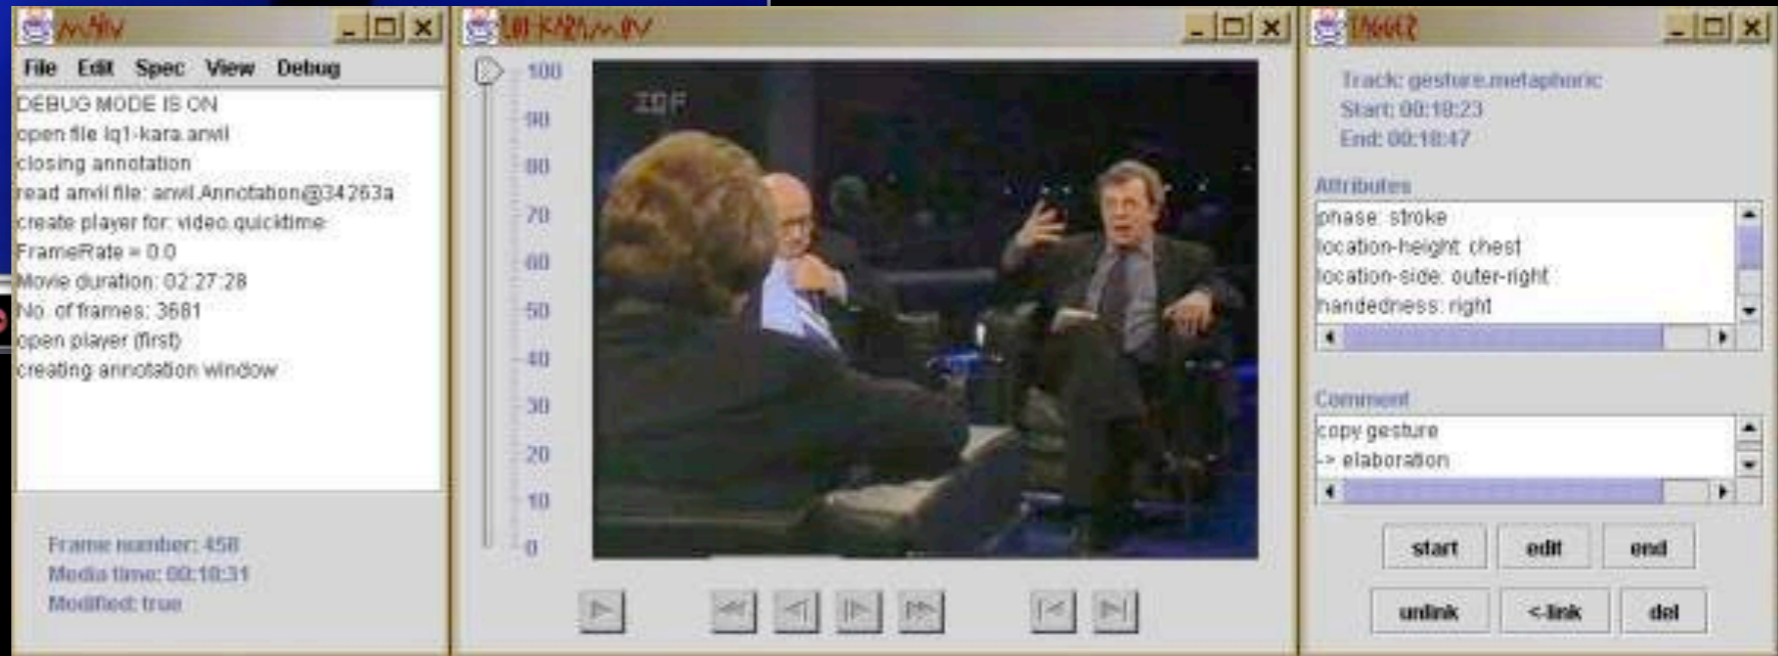 MAIN
File Edit Spec View Debug
DEBUG MODE IS ON
open file lq1-kara.anvil
closing annotation
read anvil file: anvil.Annotation@34263a
create player for: video.quicktime
FrameRate = 0.0
Movie duration: 02:27:28
No. of frames: 3681
open player (first)
creating annotation window
Frame number: 458
Media time: 00:18:31
Modified: true
100
90
80
70
60
50
40
30
20
10
0
TAGGER
Track: gesture.metaphoric
Start: 00:18:23
End: 00:18:47
Attributes
phase: stroke
location-height: chest
location-side: outer-right
handedness: right
Comment
copy gesture
-> elaboration
start edit end
unlink <-link del